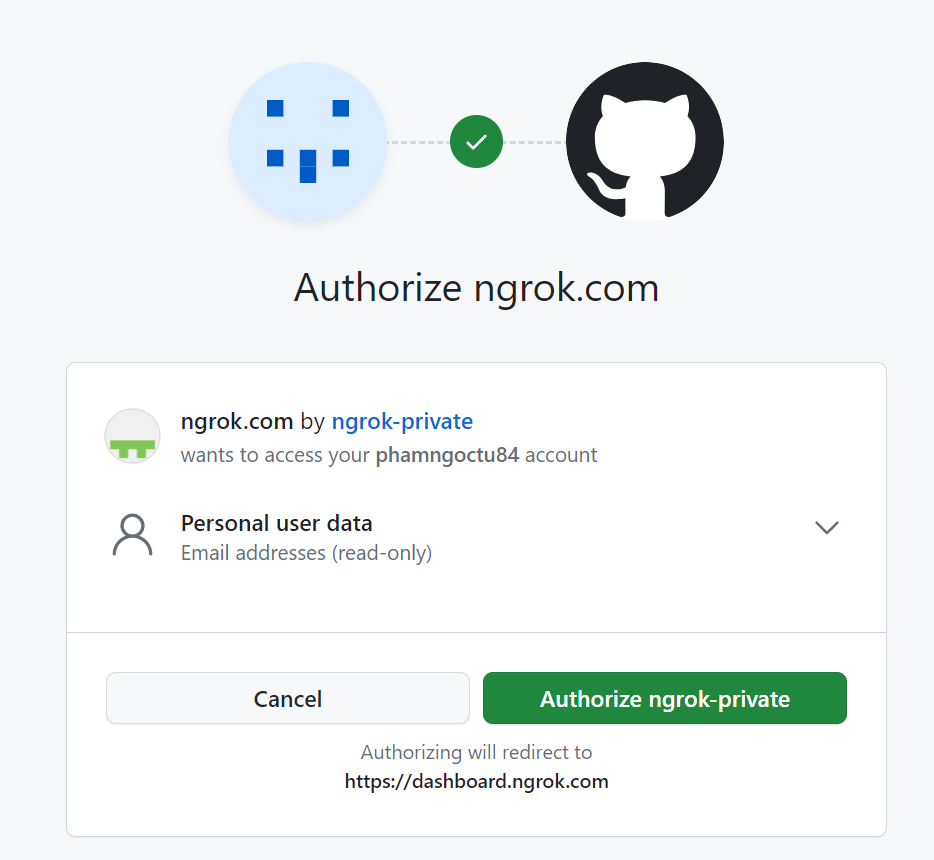 Authorize ngrok.com
ngrok.com by ngrok-private
wants to access your phamngoctu84 account
Personal user data
Email addresses (read-only)
Cancel
Authorize ngrok-private
Authorizing will redirect to
https://dashboard.ngrok.com